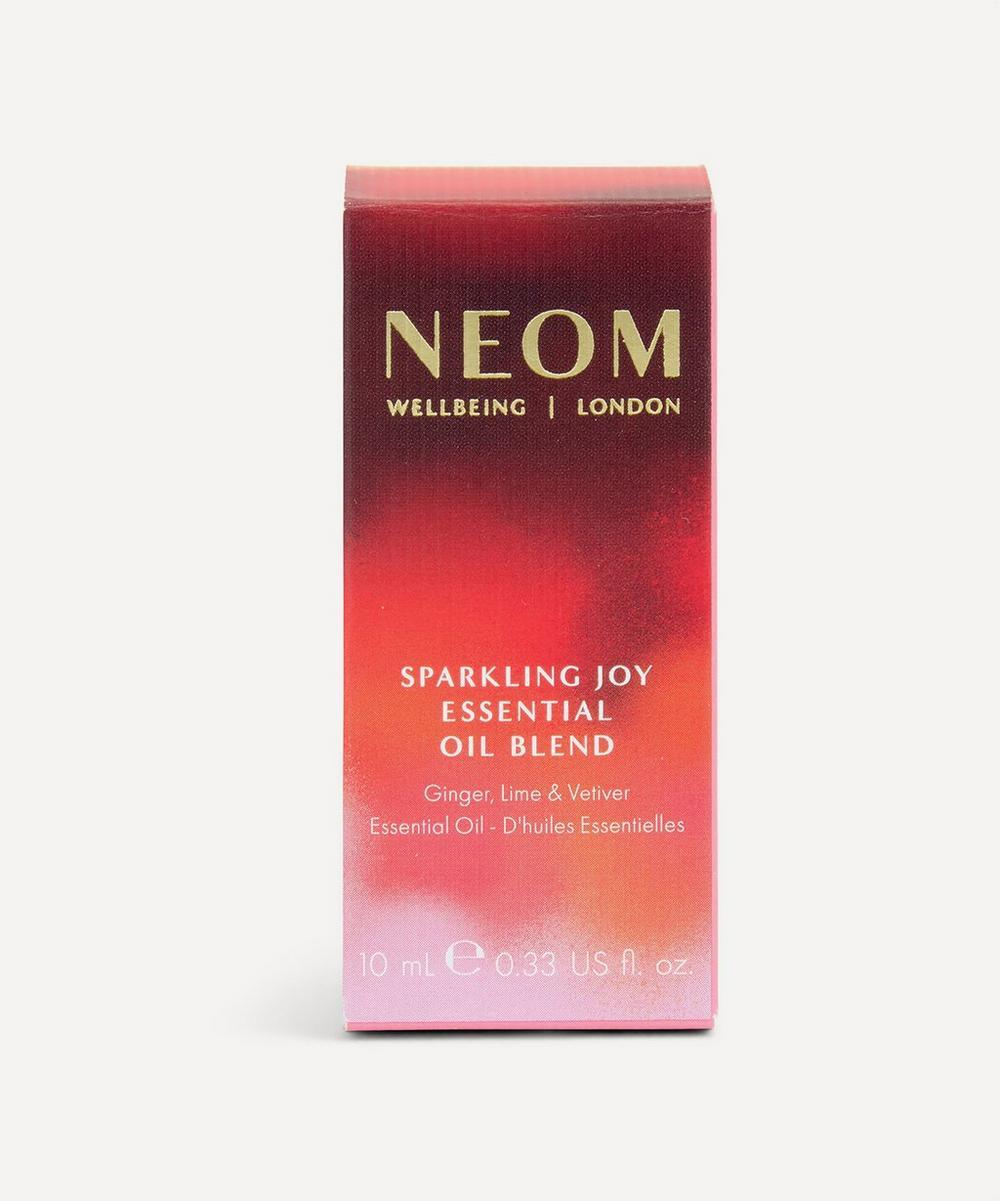 NEOM
WELLBEING | LONDON
SPARKLING JOY
ESSENTIAL
OIL BLEND
Ginger, Lime & Vetiver
Essential Oil - D'huiles Essentielles
10 mL ℮ 0.33 US fl. oz.